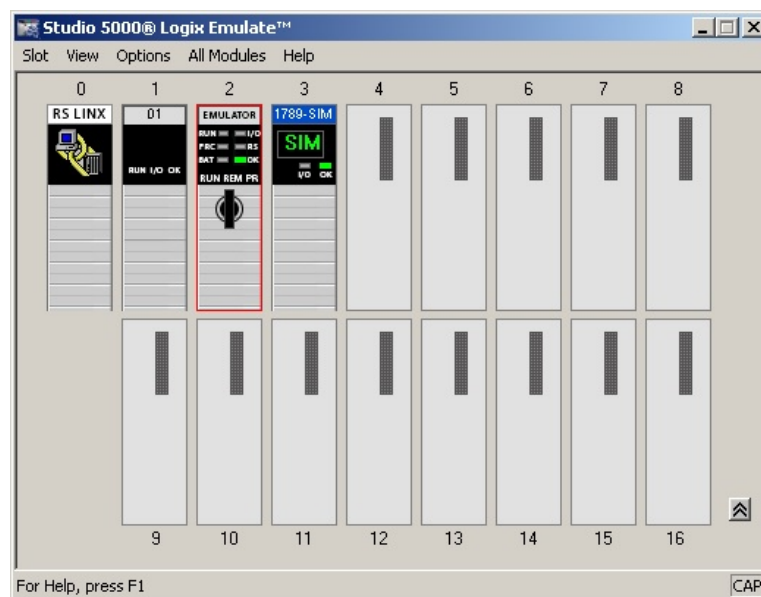 Studio 5000® Logix Emulate™
Slot View Options All Modules Help
0 1 2 3 4 5 6 7 8
RS LINX
01
RUN I/O OK
EMULATOR
RUN I/O
FRC RS
BAT OK
RUN REM PR
1789-SIM
SIM
I/O OK
9 10 11 12 13 14 15 16
For Help, press F1
CAP